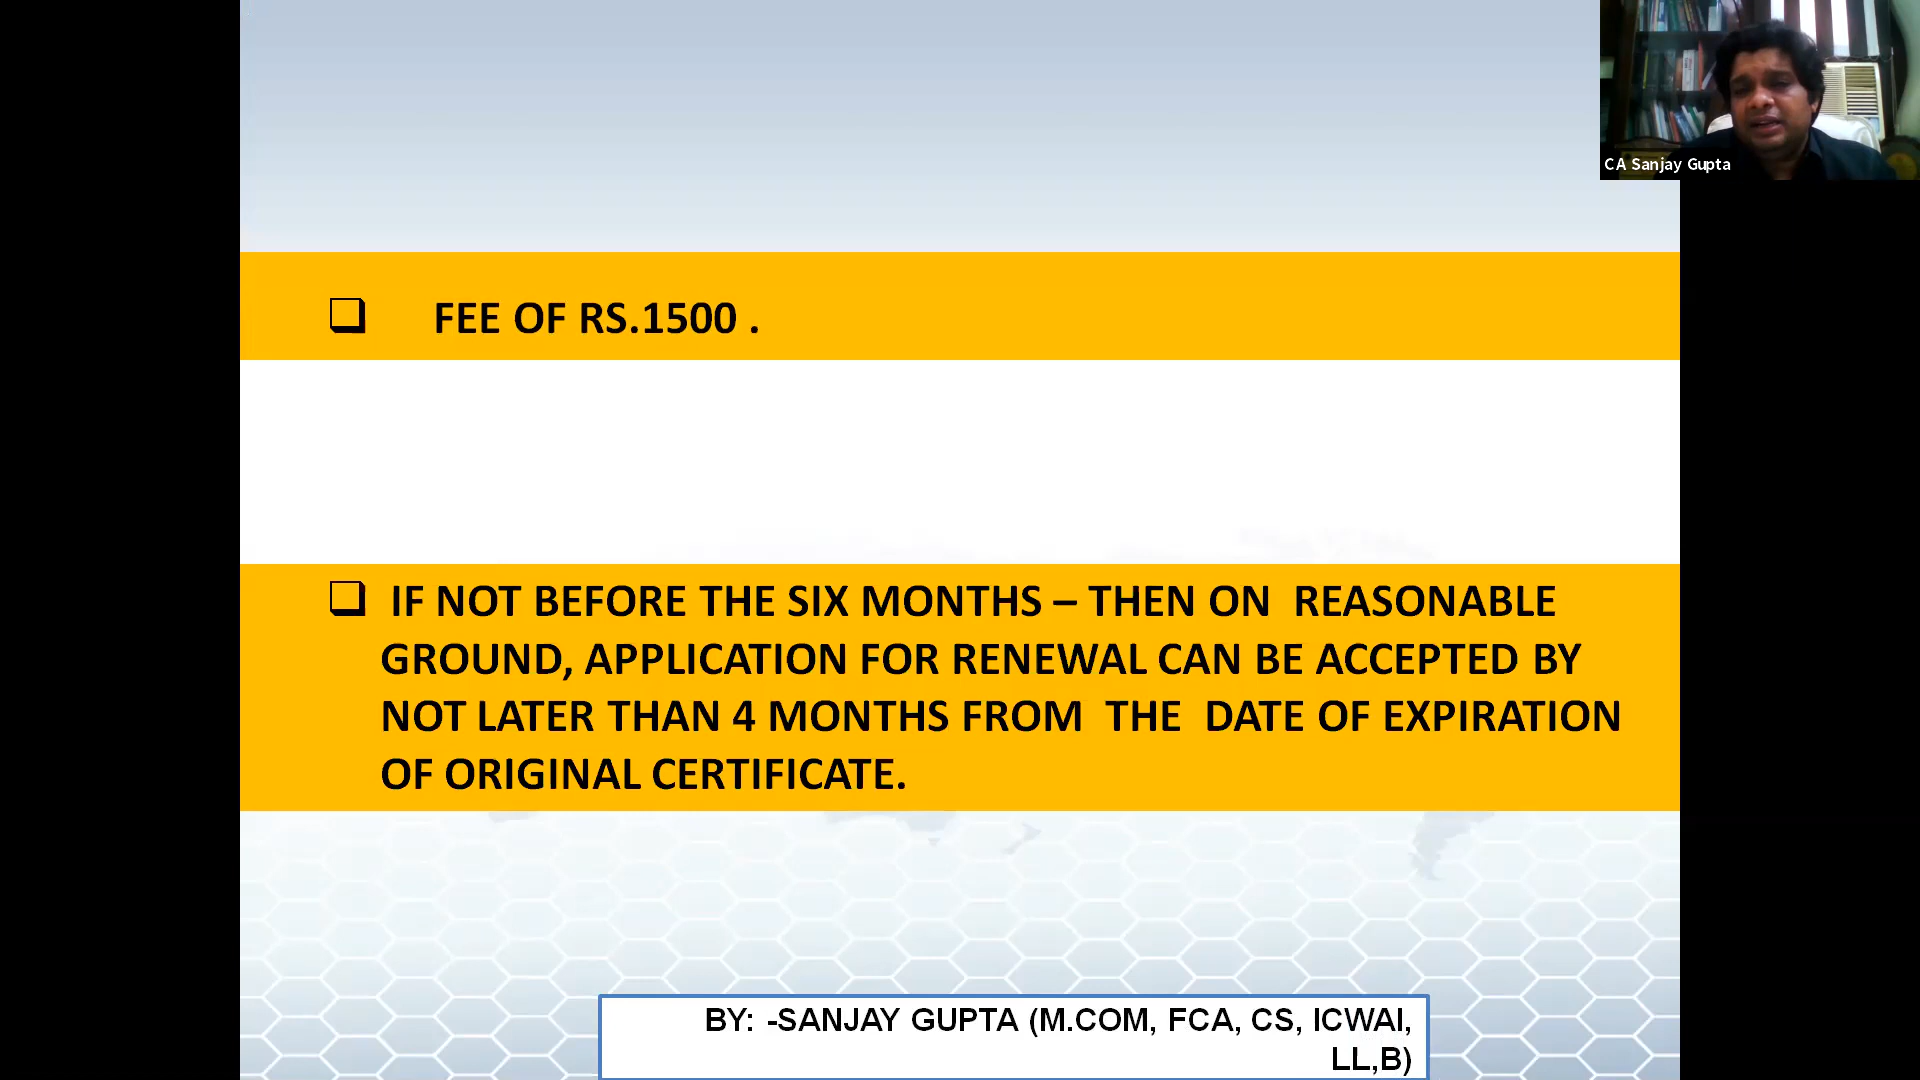 CA Sanjay Gupta
FEE OF RS.1500 .
IF NOT BEFORE THE SIX MONTHS – THEN ON REASONABLE
GROUND, APPLICATION FOR RENEWAL CAN BE ACCEPTED BY
NOT LATER THAN 4 MONTHS FROM THE DATE OF EXPIRATION
OF ORIGINAL CERTIFICATE.
BY: -SANJAY GUPTA (M.COM, FCA, CS, ICWAI,
LL,B)